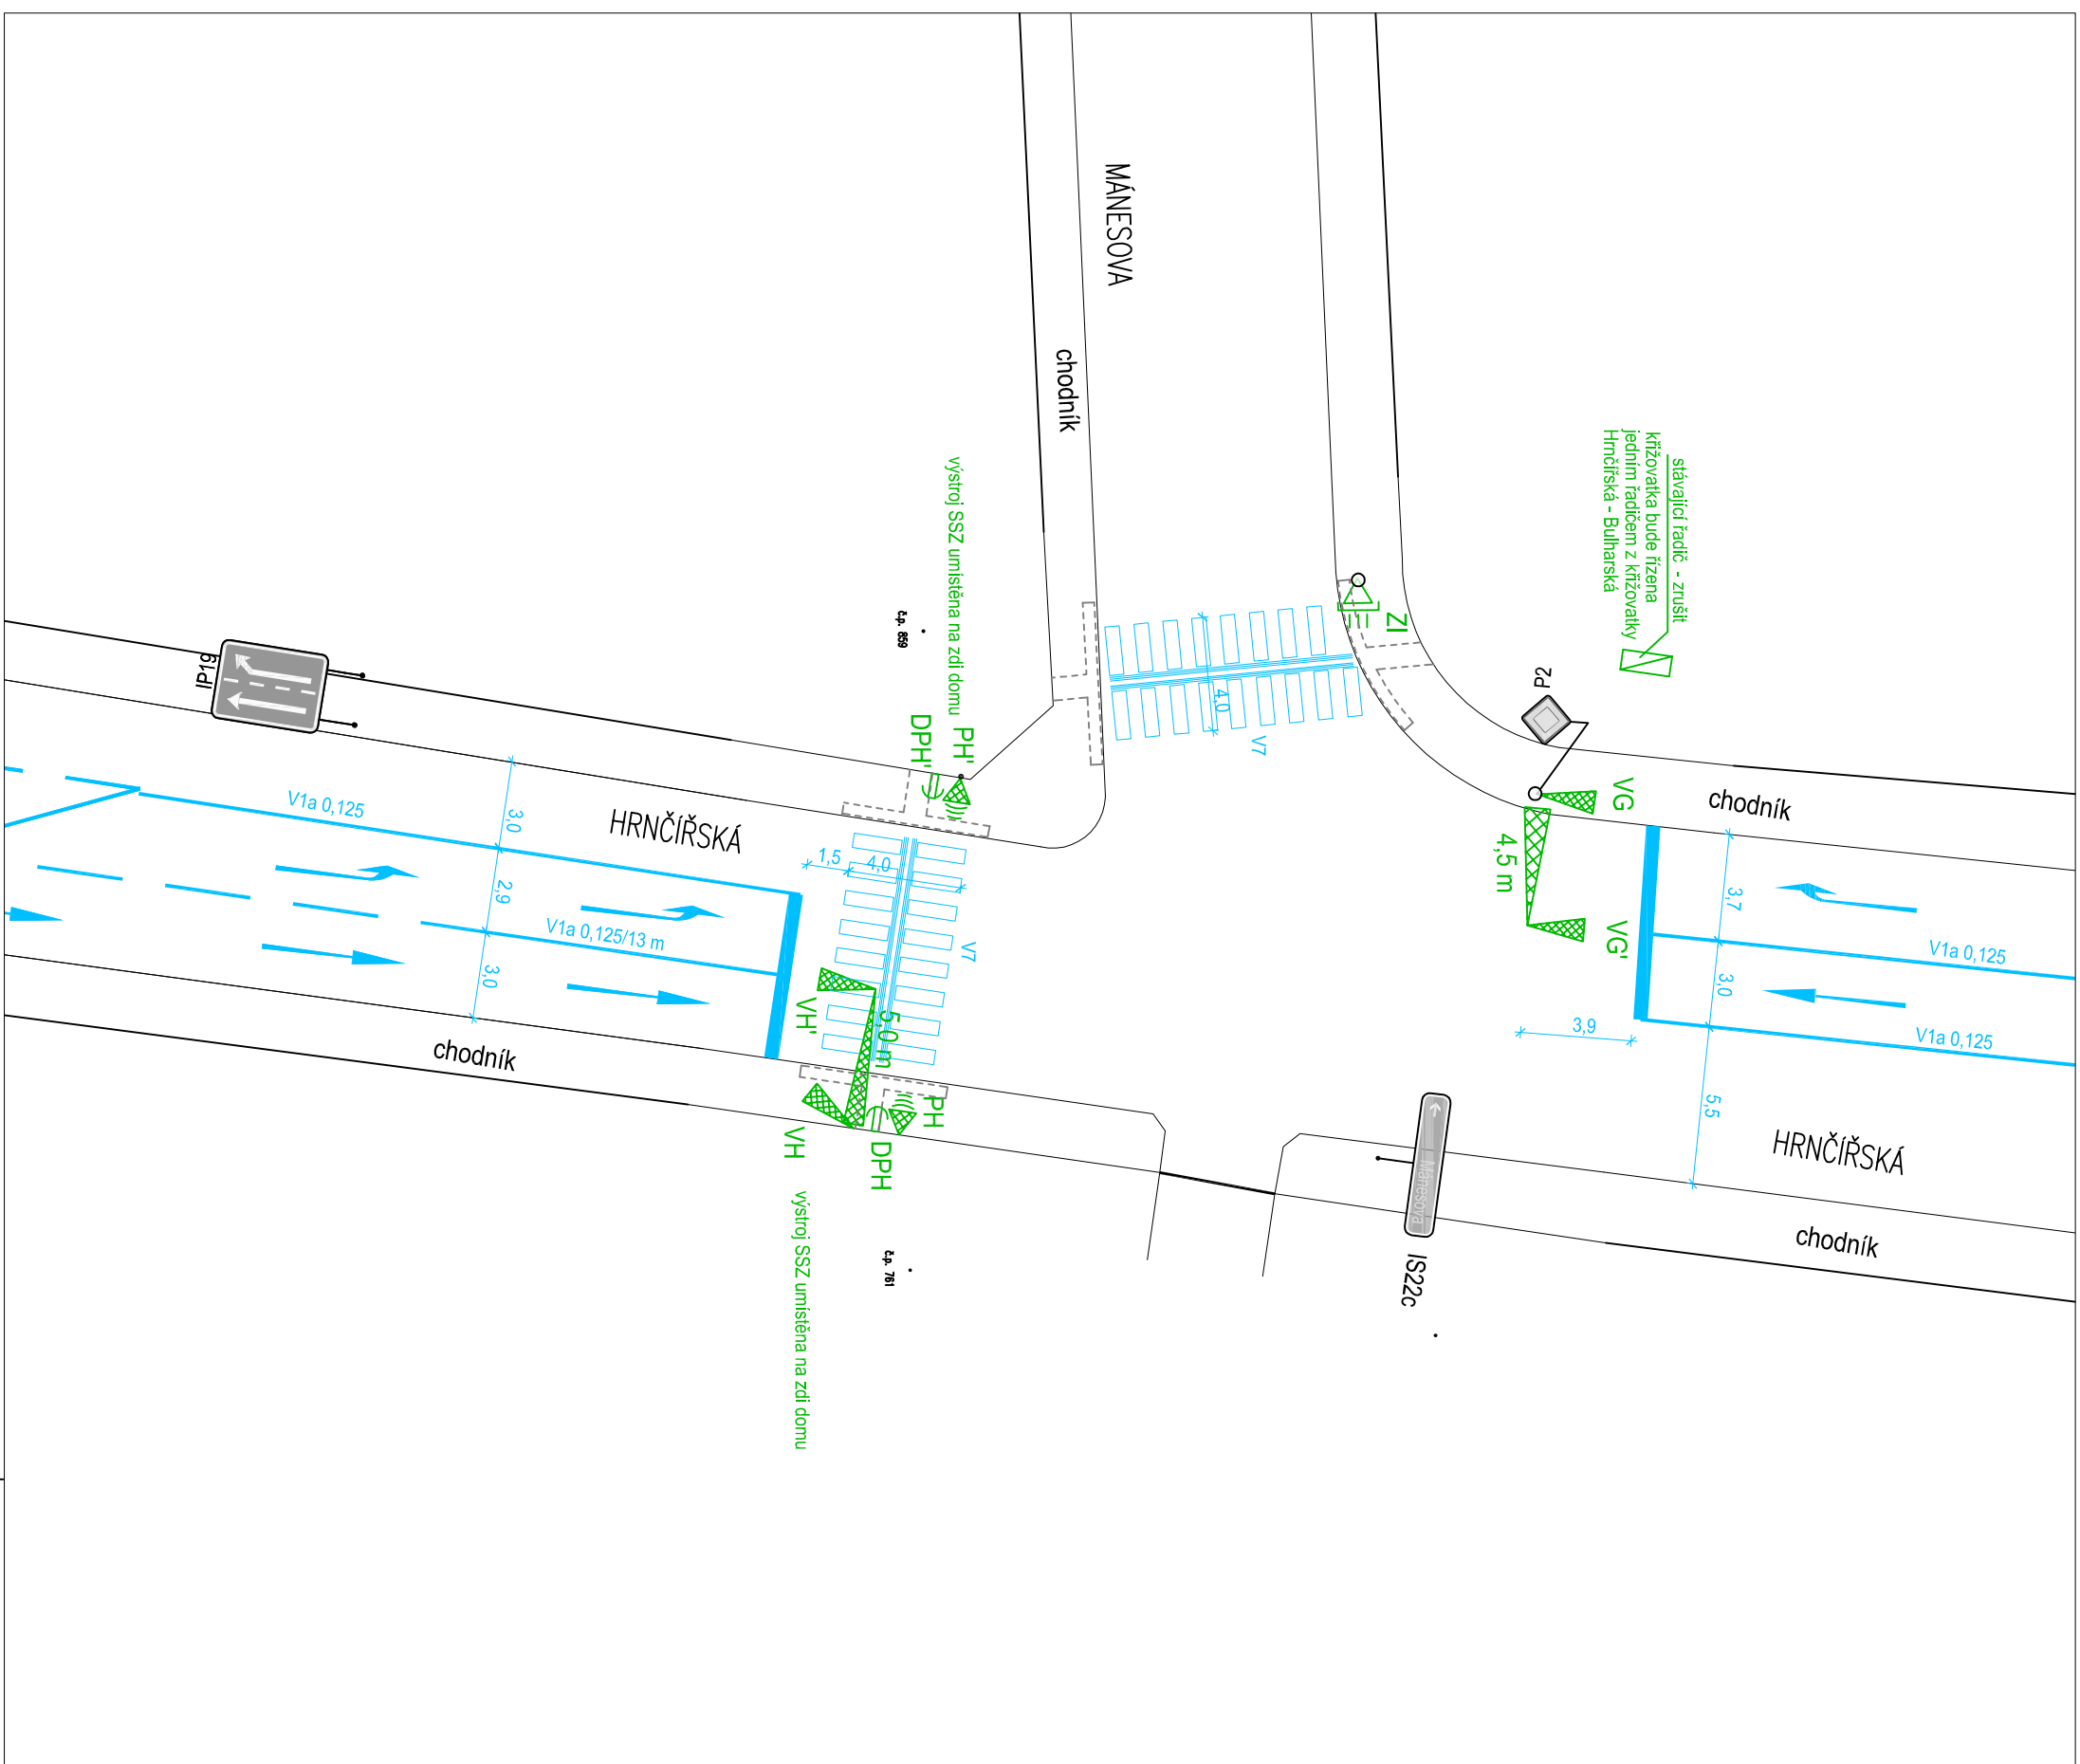 MÁNESOVA
chodník
stávající řadič - zrušit
křižovatka bude řízena
jedním řadičem z křižovatky
Hrnčířská - Bulharská
výstroj SSZ umístěna na zdi domu
č.p. 859
ZI
P2
IP19
4,0
V7
DPH'
PH'
VG
chodník
V1a 0,125
3,0
HRNČÍŘSKÁ
1,5
4,0
4,5 m
2,9
V1a 0,125/13 m
3,7
V7
VG'
V1a 0,125
3,0
3,0
VH'
5,0 m
3,9
V1a 0,125
chodník
5,5
PH
VH
DPH
Mánesova
HRNČÍŘSKÁ
výstroj SSZ umístěna na zdi domu
č.p. 761
IS22c
chodník